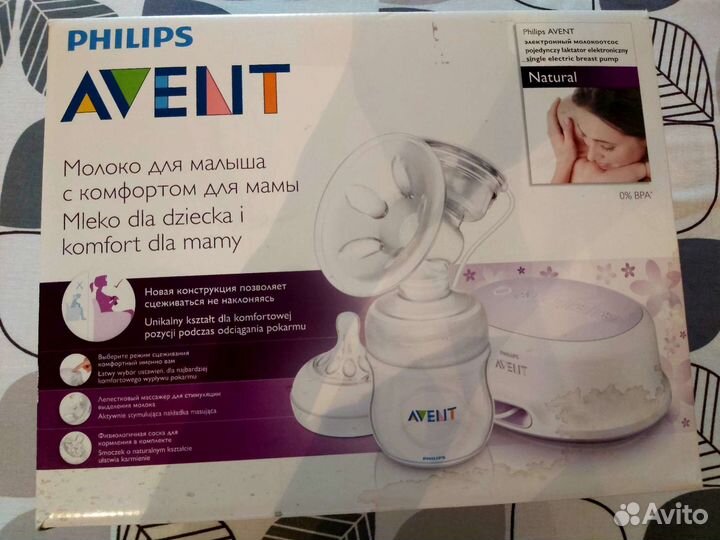 PHILIPS
AVENT
Молоко для малыша
с комфортом для мамы
Mleko dla dziecka i
komfort dla mamy
Philips AVENT
электронный молокоотсос
pojedynczy laktator elektroniczny
single electric breast pump
Natural
0% BPA*
Новая конструкция позволяет
сцеживаться не наклоняясь
Unikalny kształt dla komfortowej
pozycji podczas odciągania pokarmu
Выберите режим сцеживания
комфортный именно вам
Łatwy wybór ustawień dla najbardziej
komfortowego wypływu pokarmu
Лепестковый массажер для стимуляции
выделения молока
Aktywnie stymulująca nakładka masująca
Физиологичная соска для
кормления в комплекте
Smoczek o naturalnym kształcie
ułatwia karmienie
AVENT
PHILIPS
PHILIPS
AVENT
Avito